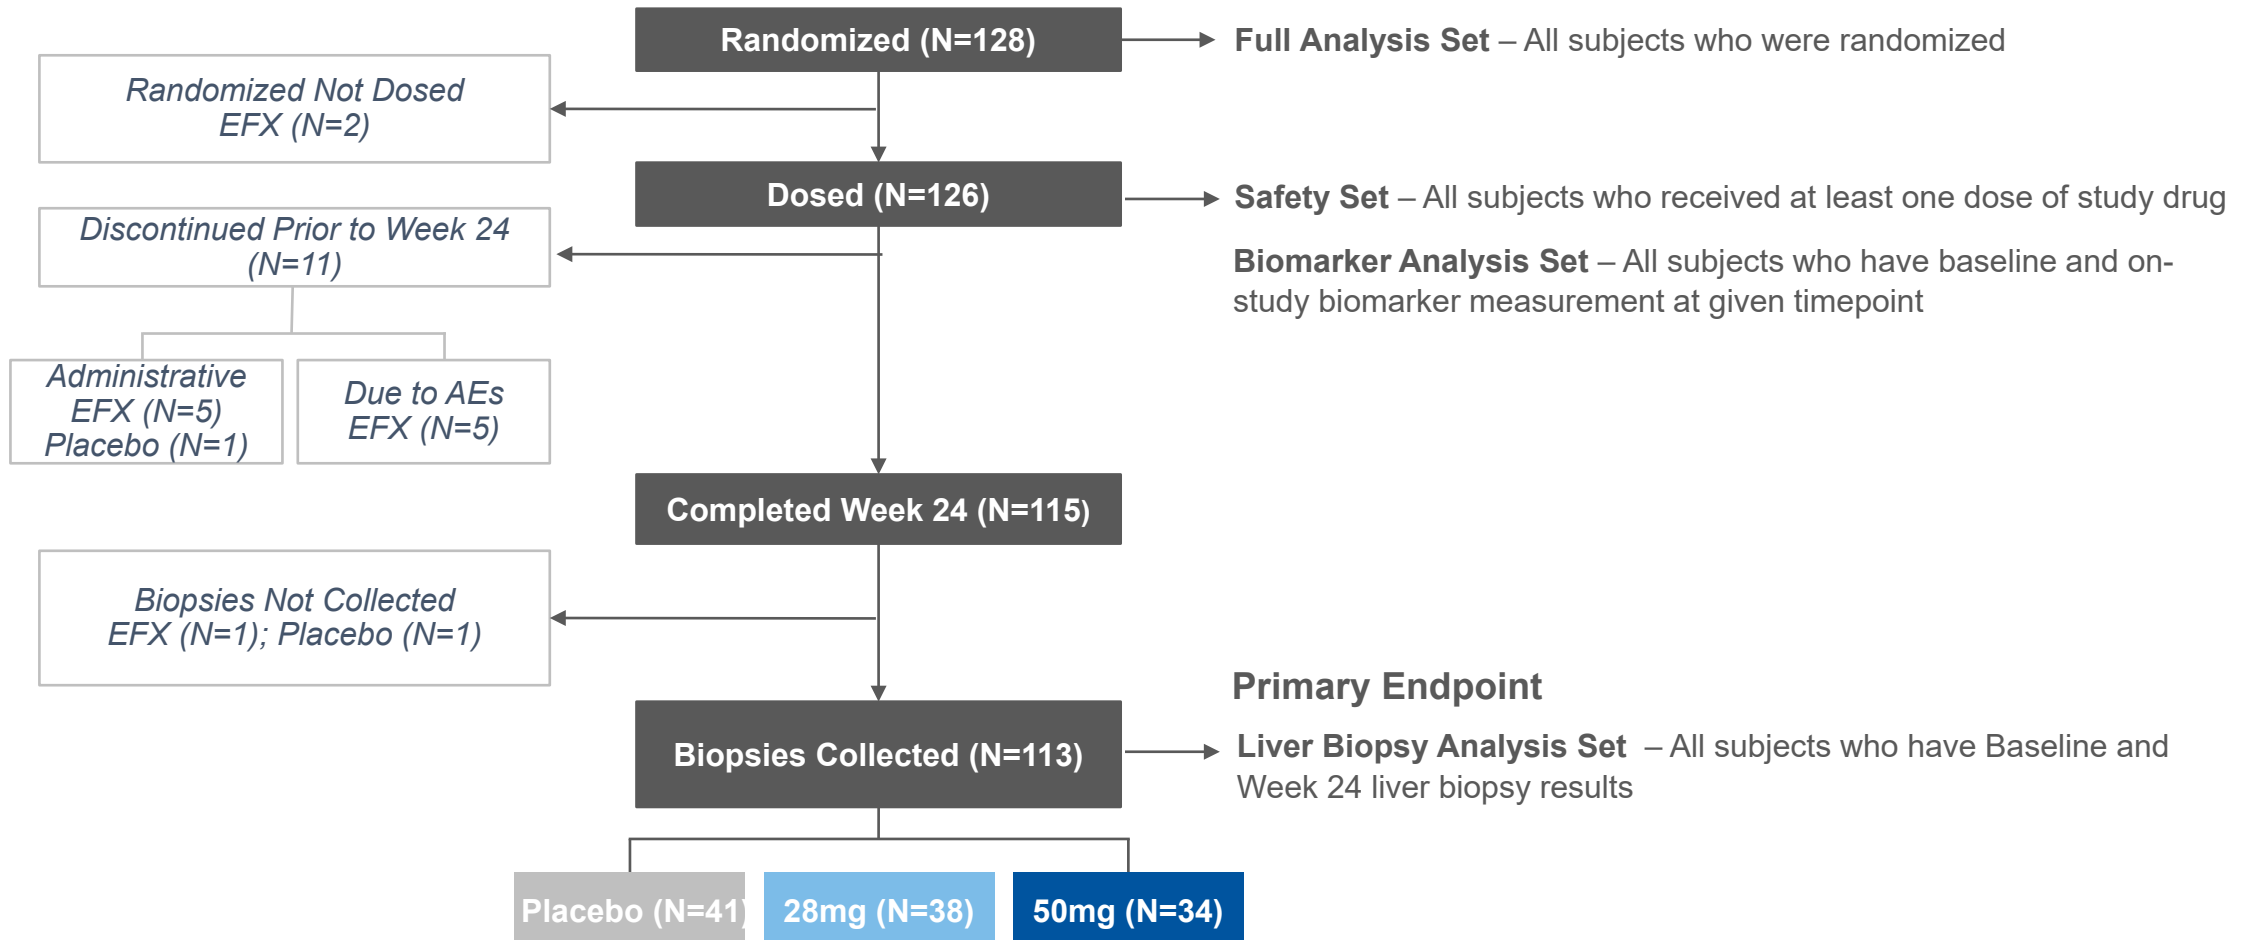 Randomized (N=128)
Full Analysis Set – All subjects who were randomized
Randomized Not Dosed
EFX (N=2)
Dosed (N=126)
Safety Set – All subjects who received at least one dose of study drug
Discontinued Prior to Week 24
(N=11)
Biomarker Analysis Set – All subjects who have baseline and on-
study biomarker measurement at given timepoint
Administrative
EFX (N=5)
Placebo (N=1)
Due to AEs
EFX (N=5)
Completed Week 24 (N=115)
Biopsies Not Collected
EFX (N=1); Placebo (N=1)
Primary Endpoint
Biopsies Collected (N=113)
Liver Biopsy Analysis Set – All subjects who have Baseline and
Week 24 liver biopsy results
Placebo (N=41)
28mg (N=38)
50mg (N=34)